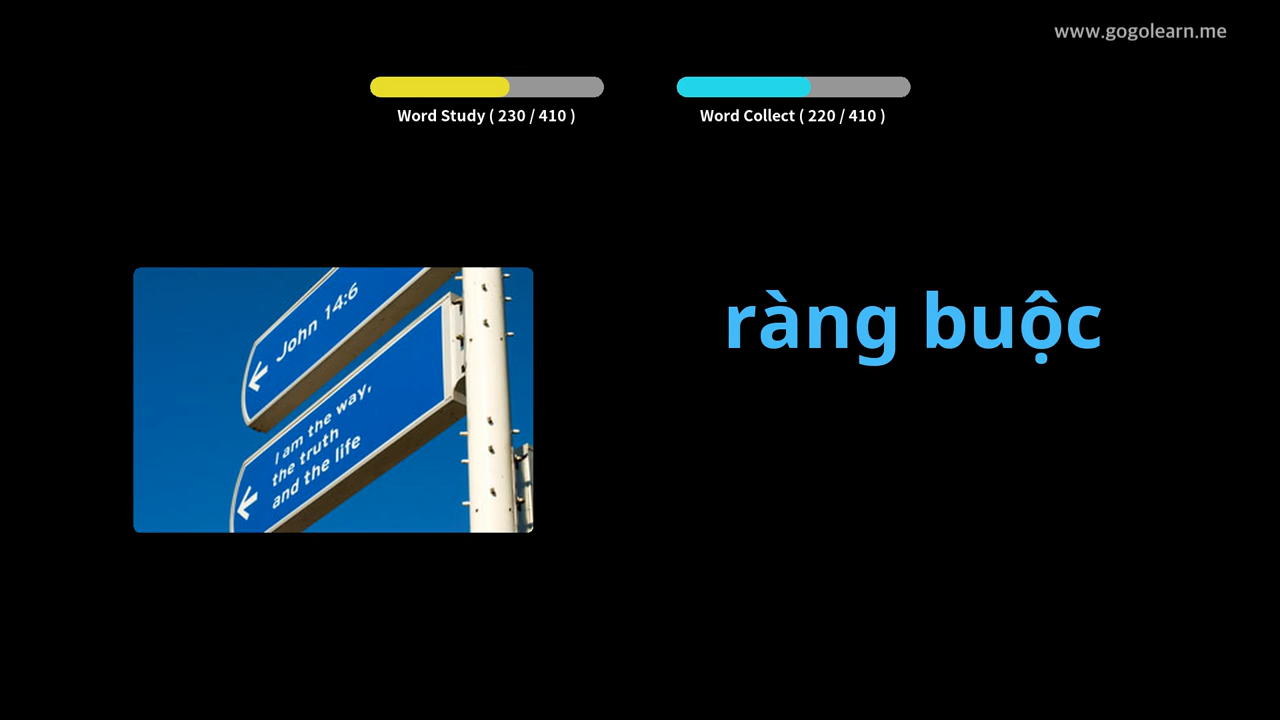 www.gogolearn.me
Word Study ( 230 / 410 )
Word Collect ( 220 / 410 )
John 14:6
I am the way,
the truth
and the life
ràng buộc